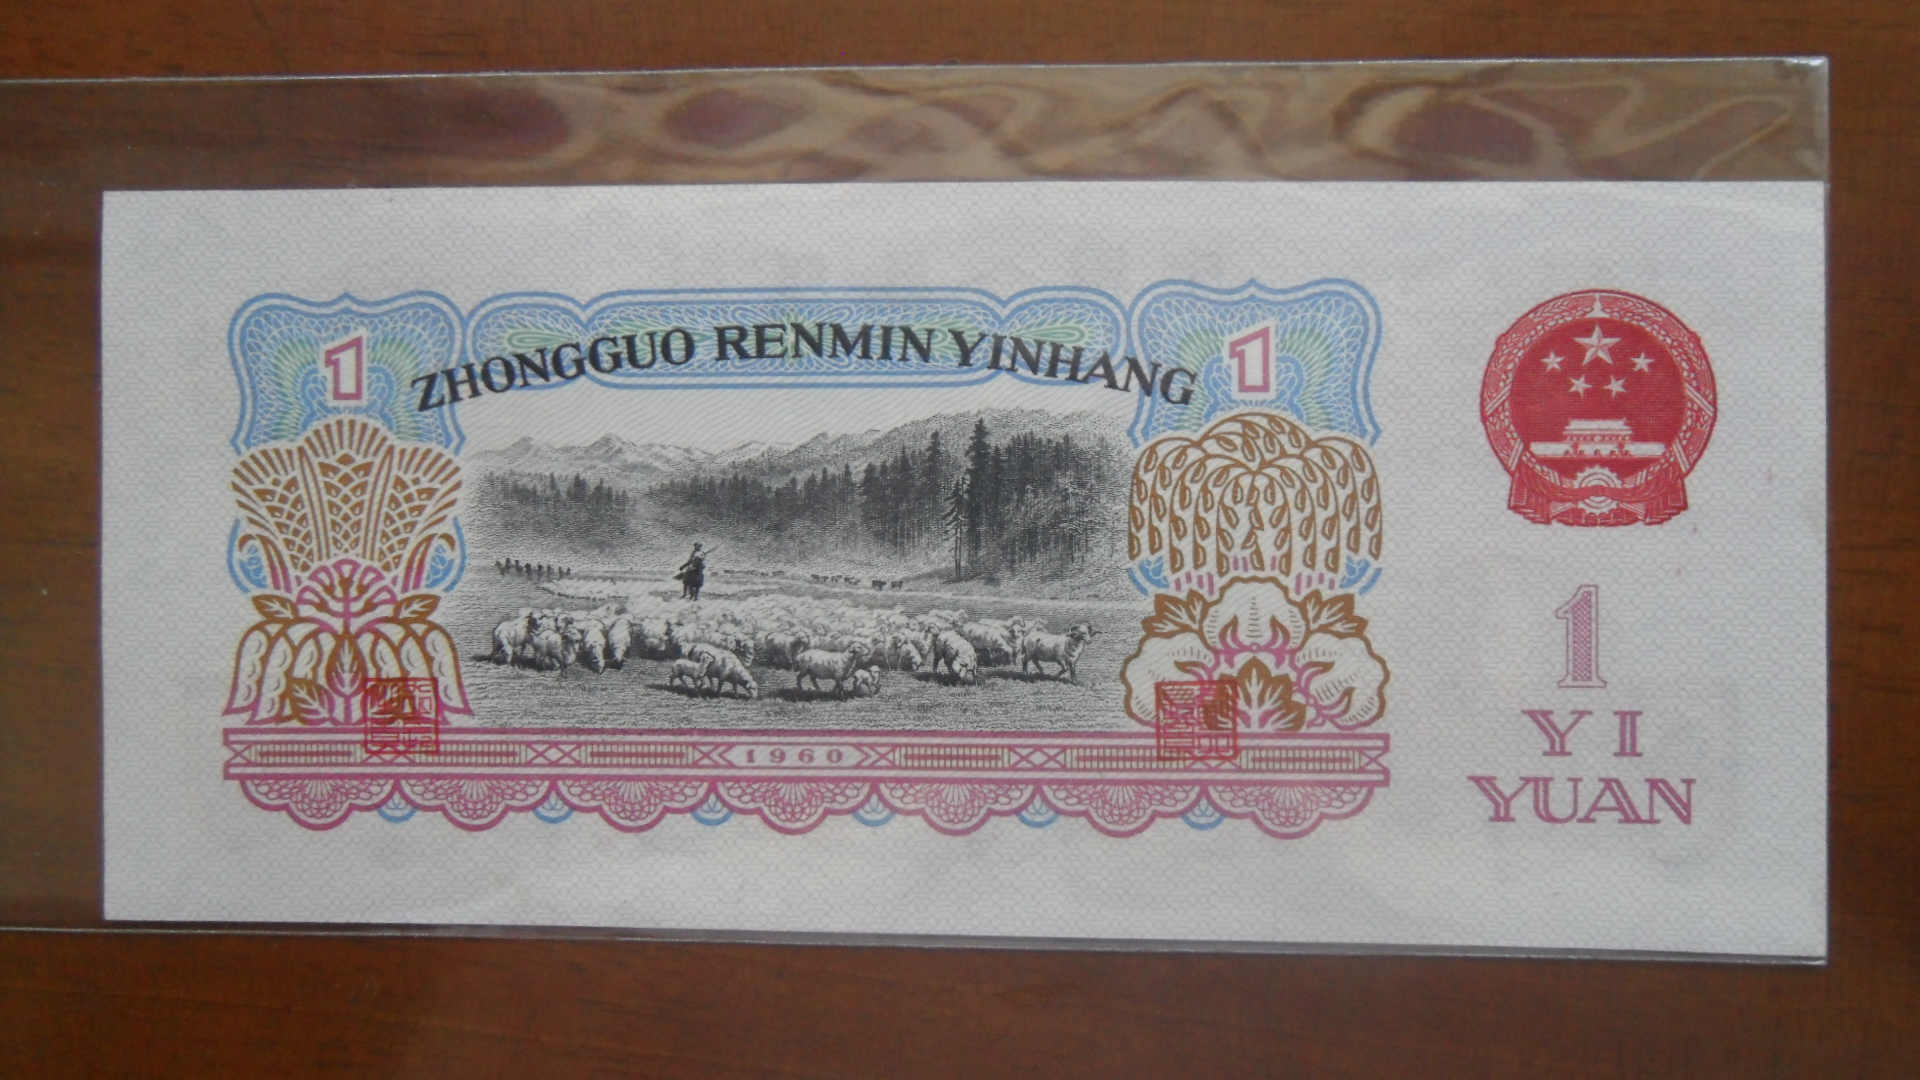 1
ZHONGGUO RENMIN YINHANG
1
1
YI
YUAN
1960